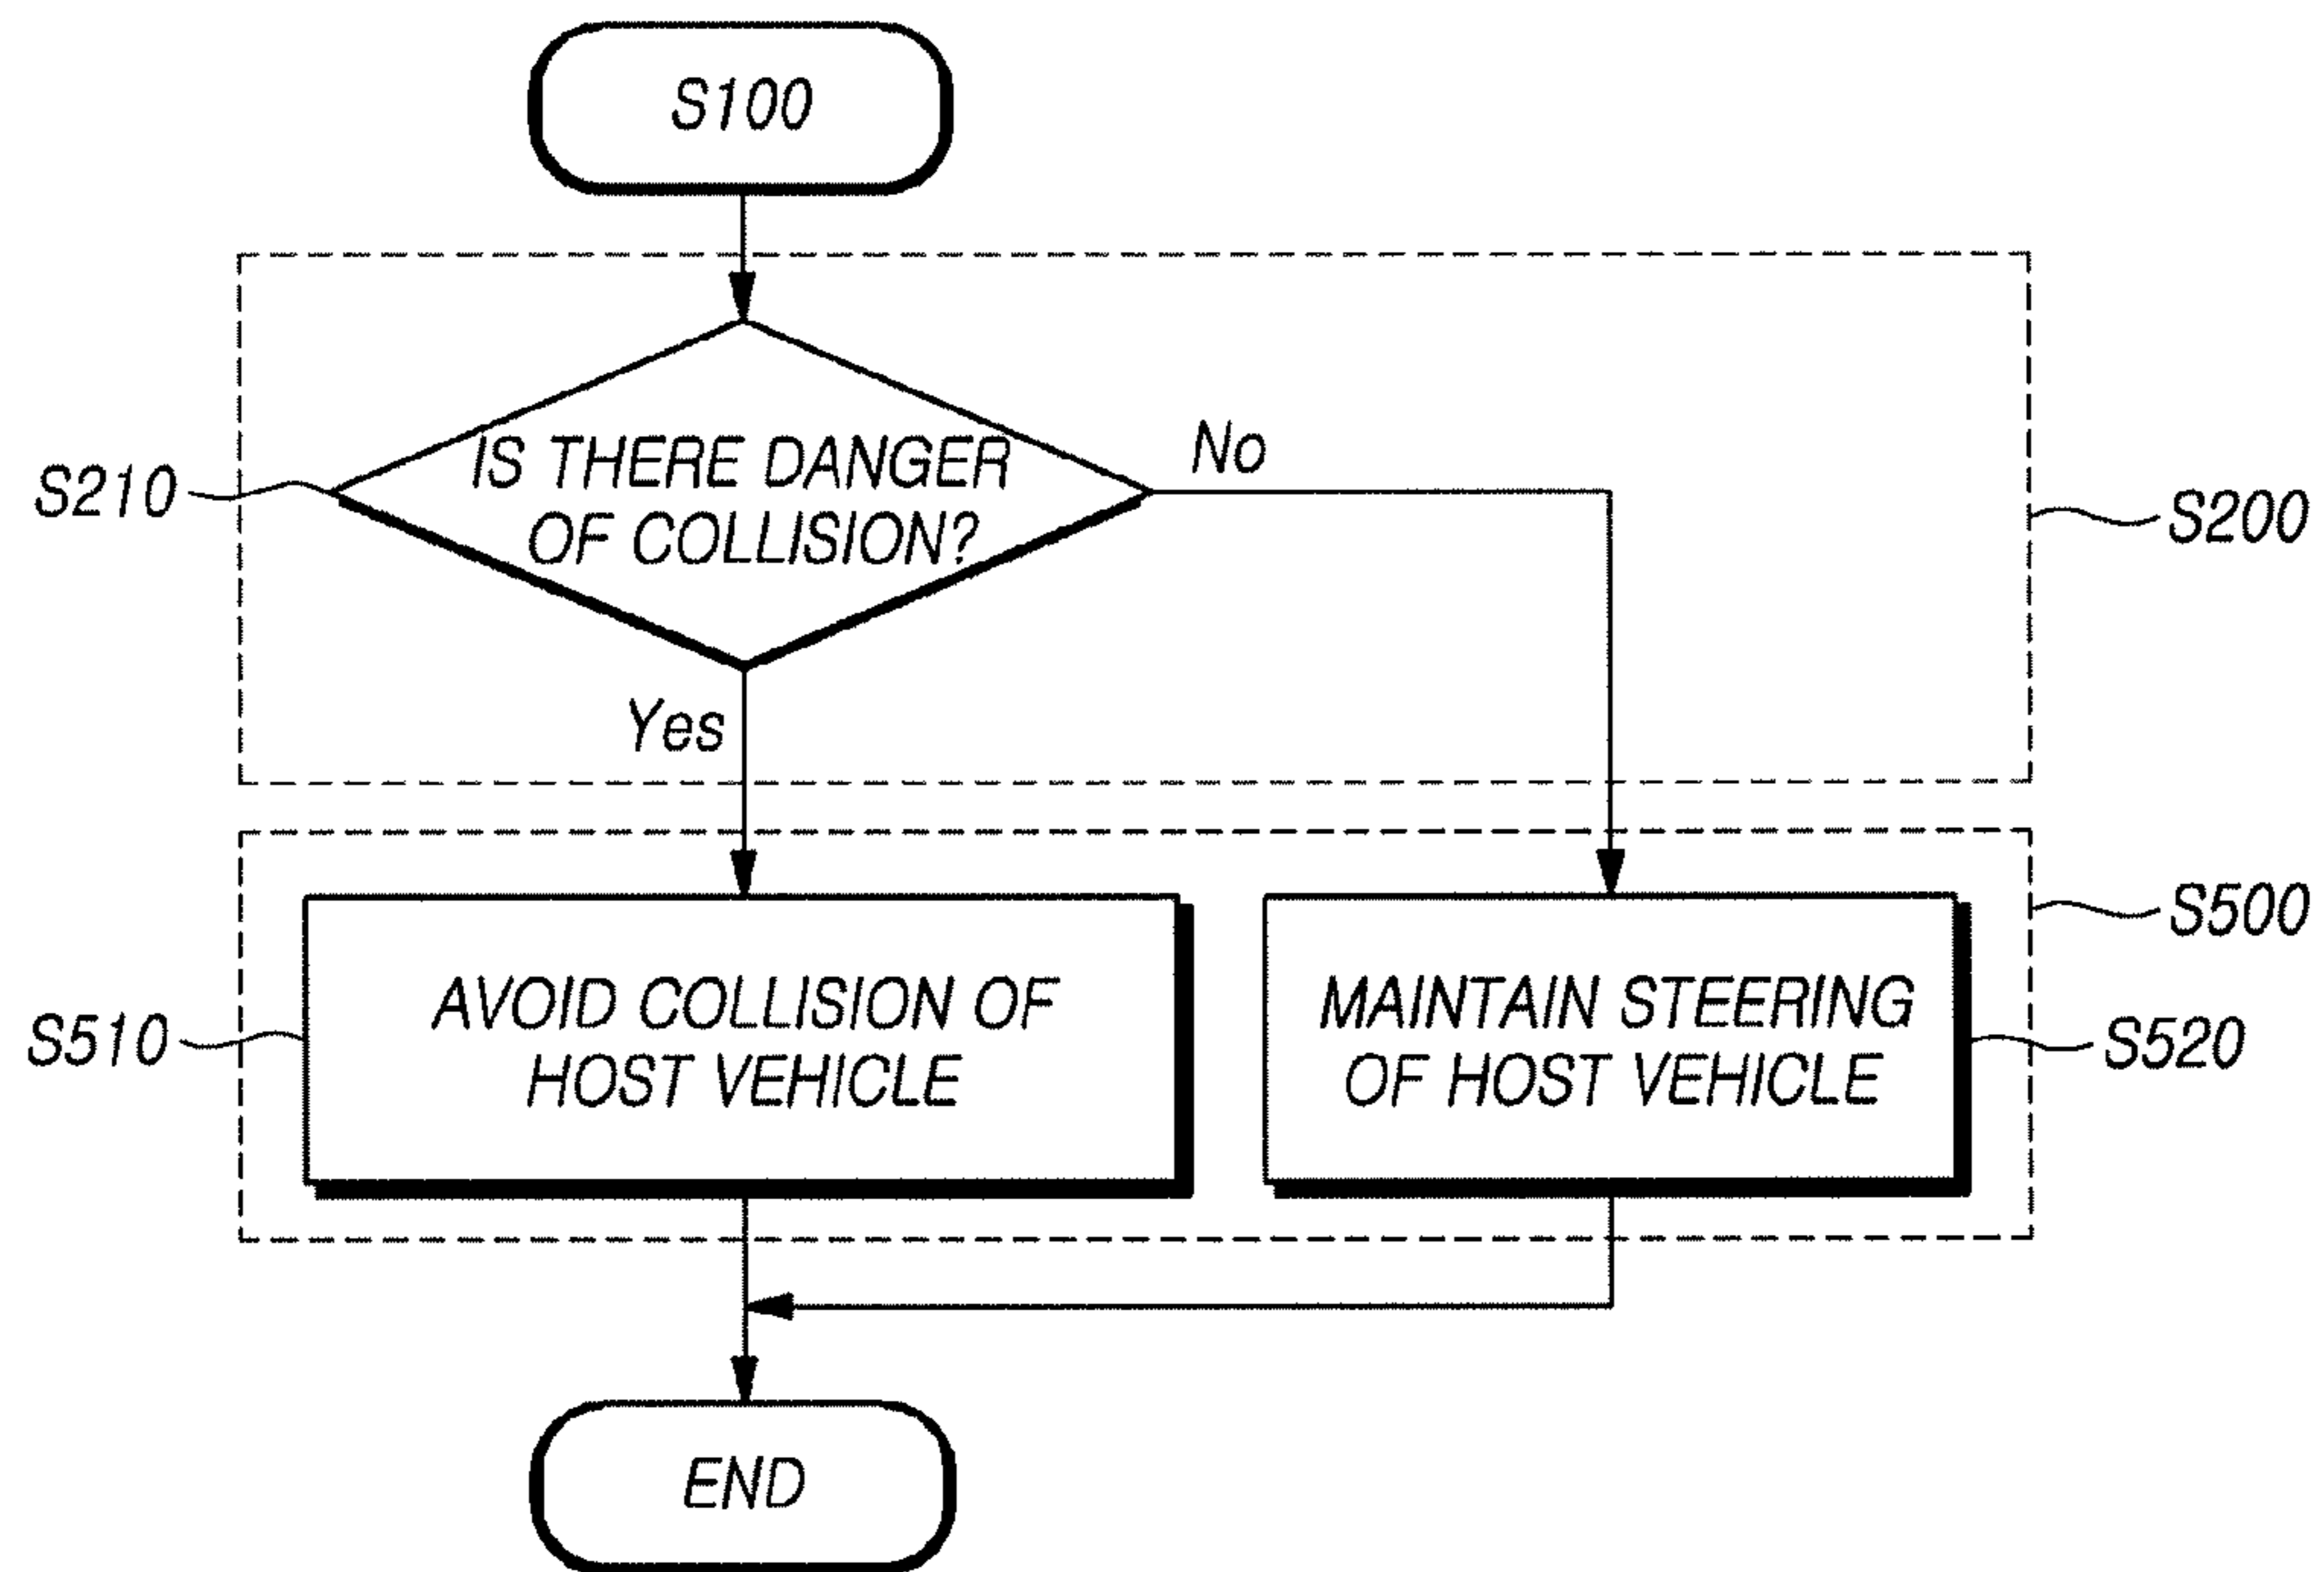 S100
IS THERE DANGER
OF COLLISION?
No
S210
S200
Yes
AVOID COLLISION OF
HOST VEHICLE
MAINTAIN STEERING
OF HOST VEHICLE
S500
S510
S520
END